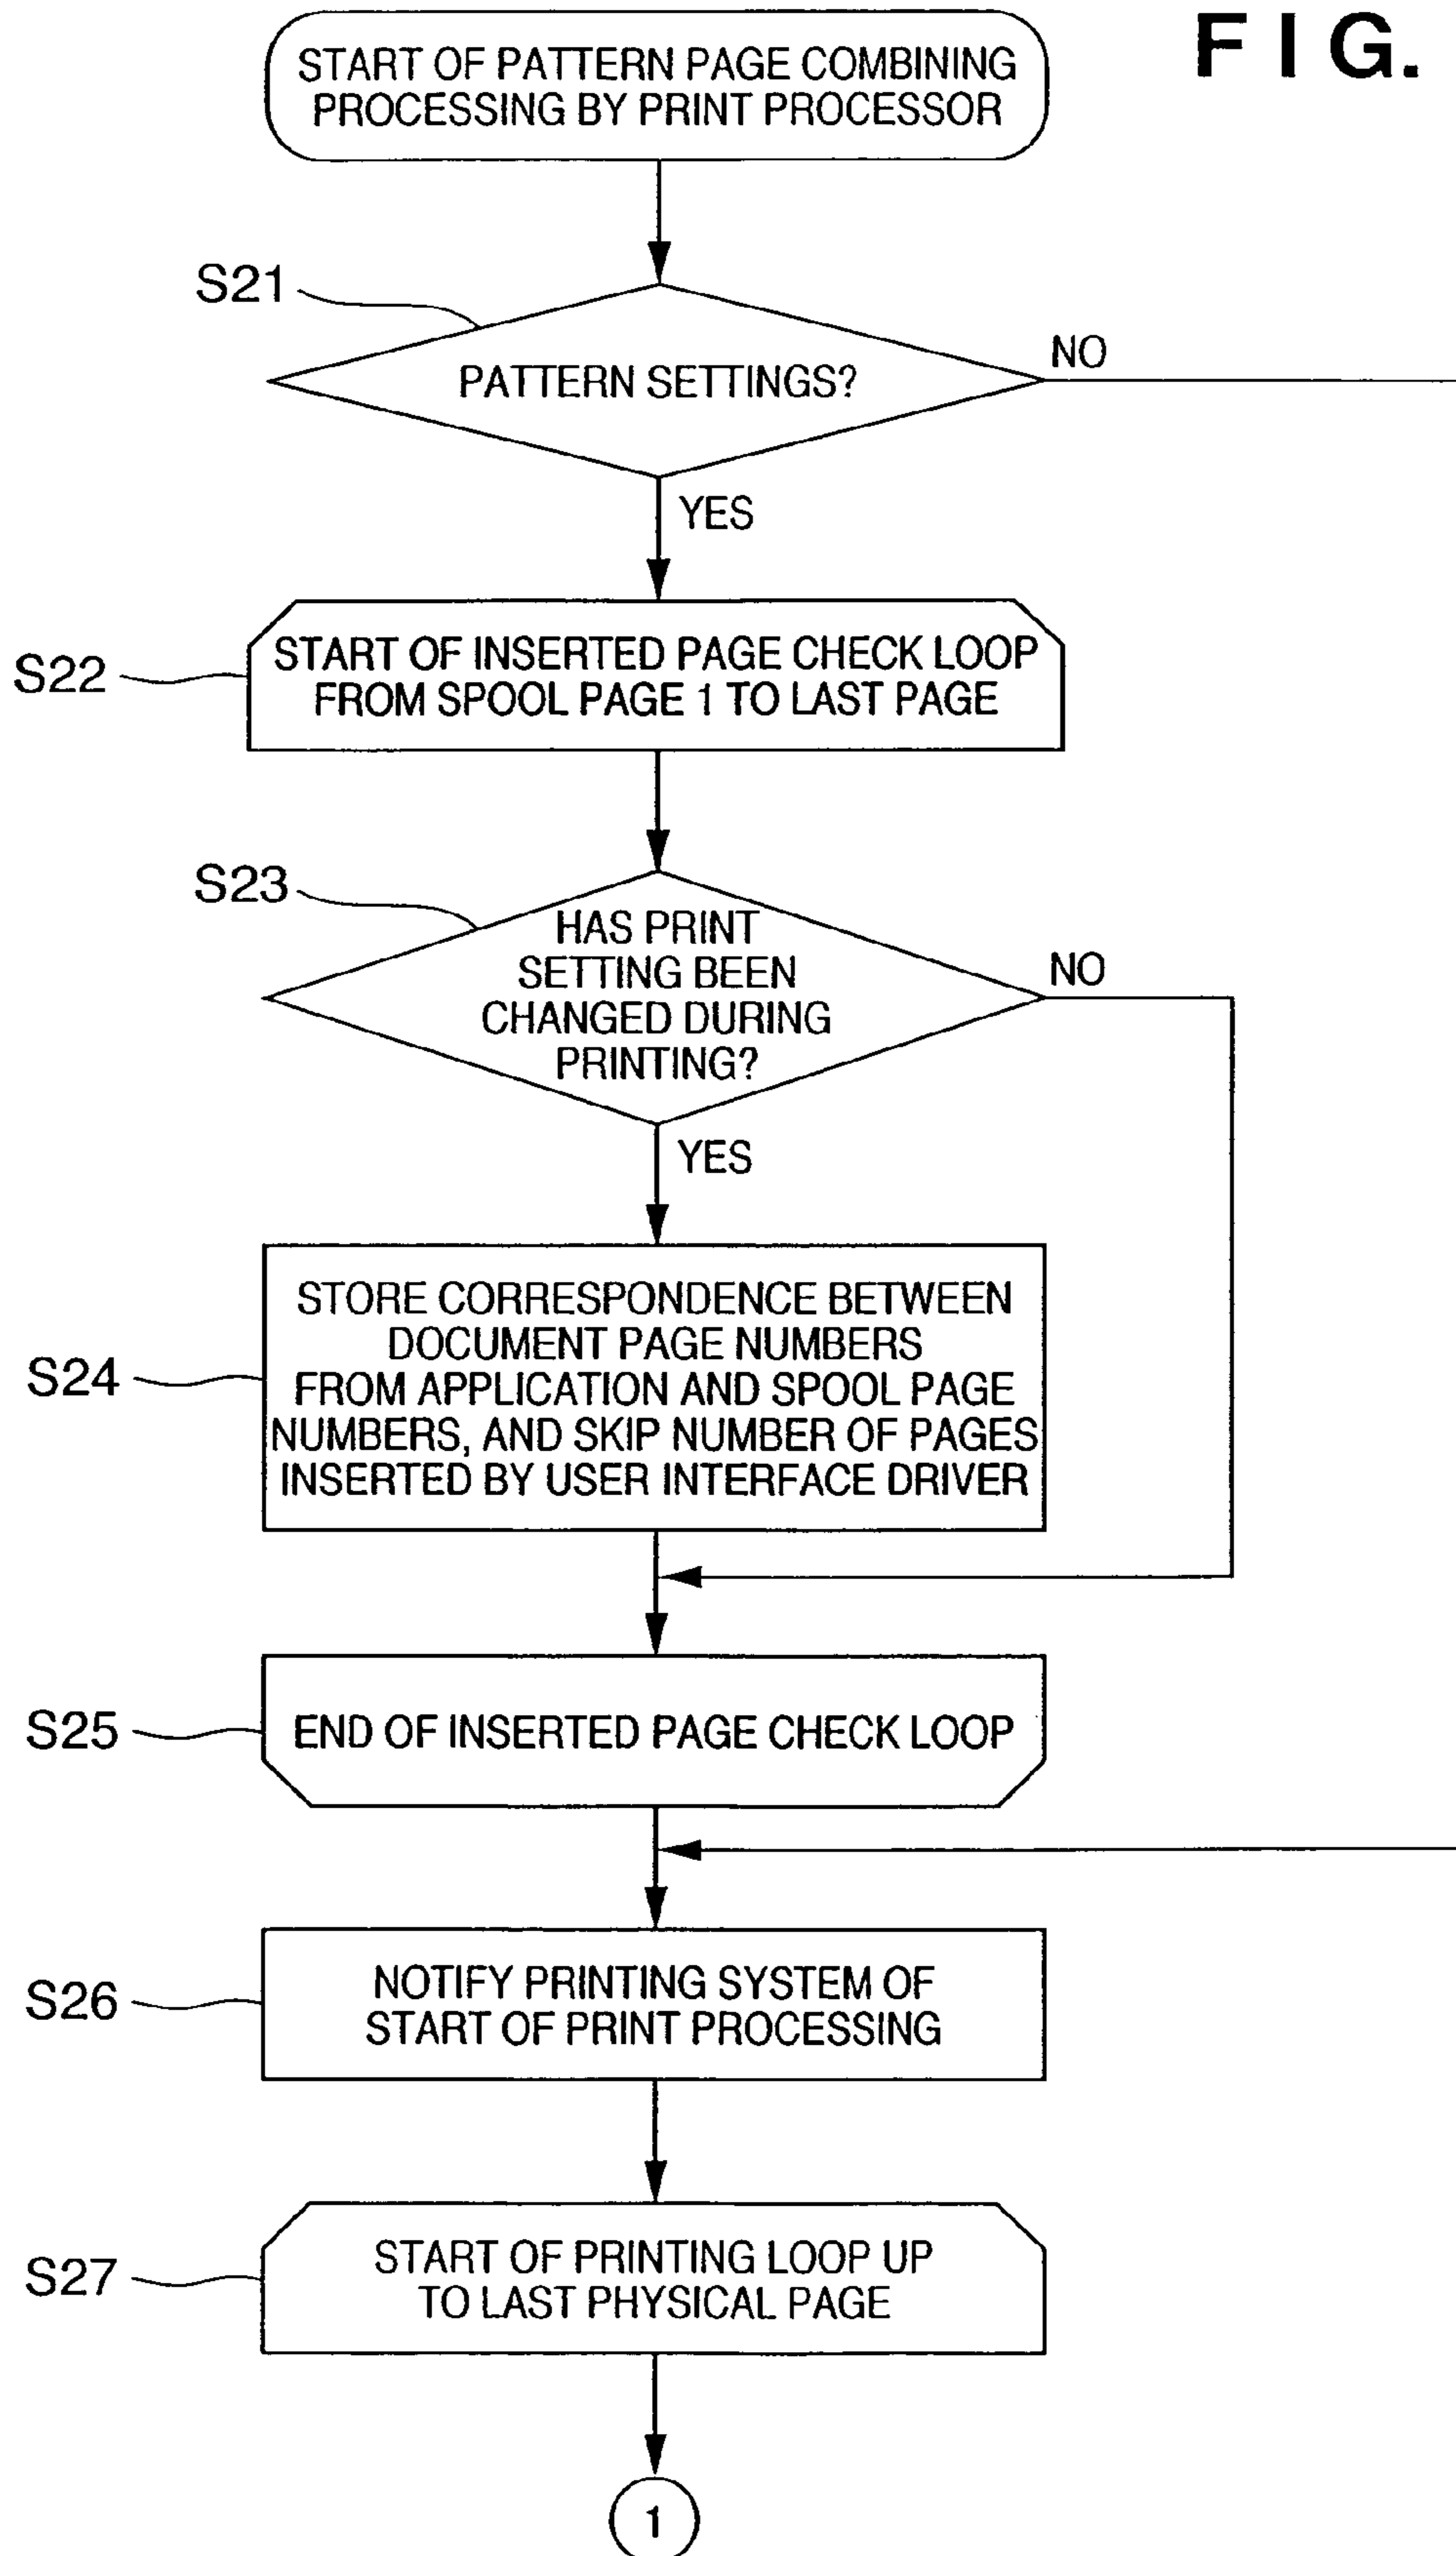 FIG.
START OF PATTERN PAGE COMBINING
PROCESSING BY PRINT PROCESSOR
S21
PATTERN SETTINGS?
NO
YES
S22
START OF INSERTED PAGE CHECK LOOP
FROM SPOOL PAGE 1 TO LAST PAGE
S23
HAS PRINT
SETTING BEEN
CHANGED DURING
PRINTING?
NO
YES
S24
STORE CORRESPONDENCE BETWEEN
DOCUMENT PAGE NUMBERS
FROM APPLICATION AND SPOOL PAGE
NUMBERS, AND SKIP NUMBER OF PAGES
INSERTED BY USER INTERFACE DRIVER
S25
END OF INSERTED PAGE CHECK LOOP
S26
NOTIFY PRINTING SYSTEM OF
START OF PRINT PROCESSING
S27
START OF PRINTING LOOP UP
TO LAST PHYSICAL PAGE
1